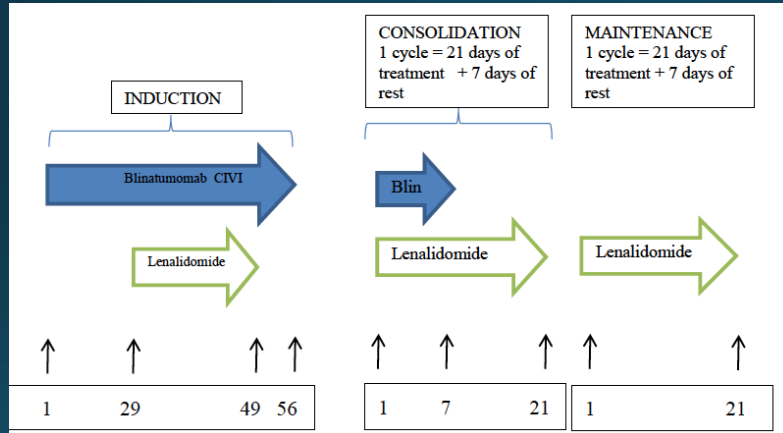 INDUCTION
CONSOLIDATION
1 cycle = 21 days of
treatment + 7 days of
rest
MAINTENANCE
1 cycle = 21 days of
treatment + 7 days of
rest
Blinatumomab CIVI
Blin
Lenalidomide
Lenalidomide
Lenalidomide
1 29 49 56
1 7 21
1 21